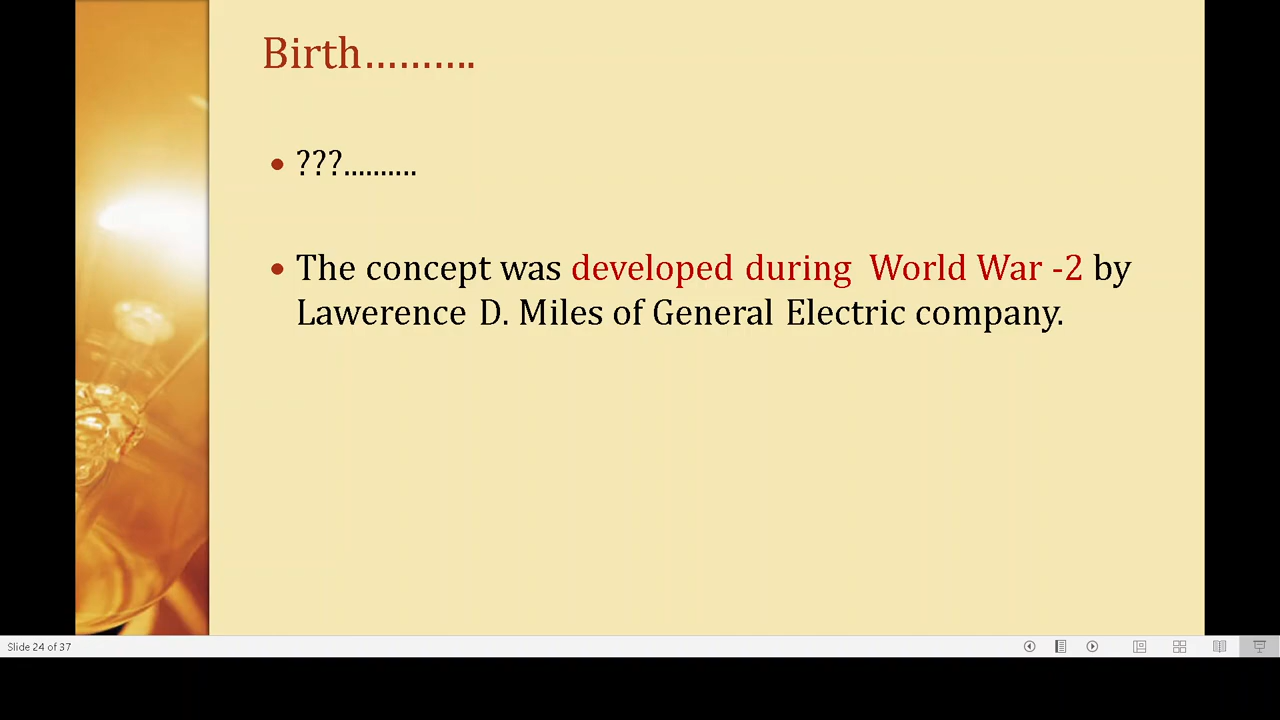 Birth..........
• ???..........
• The concept was developed during World War -2 by
Lawerence D. Miles of General Electric company.
Slide 24 of 37